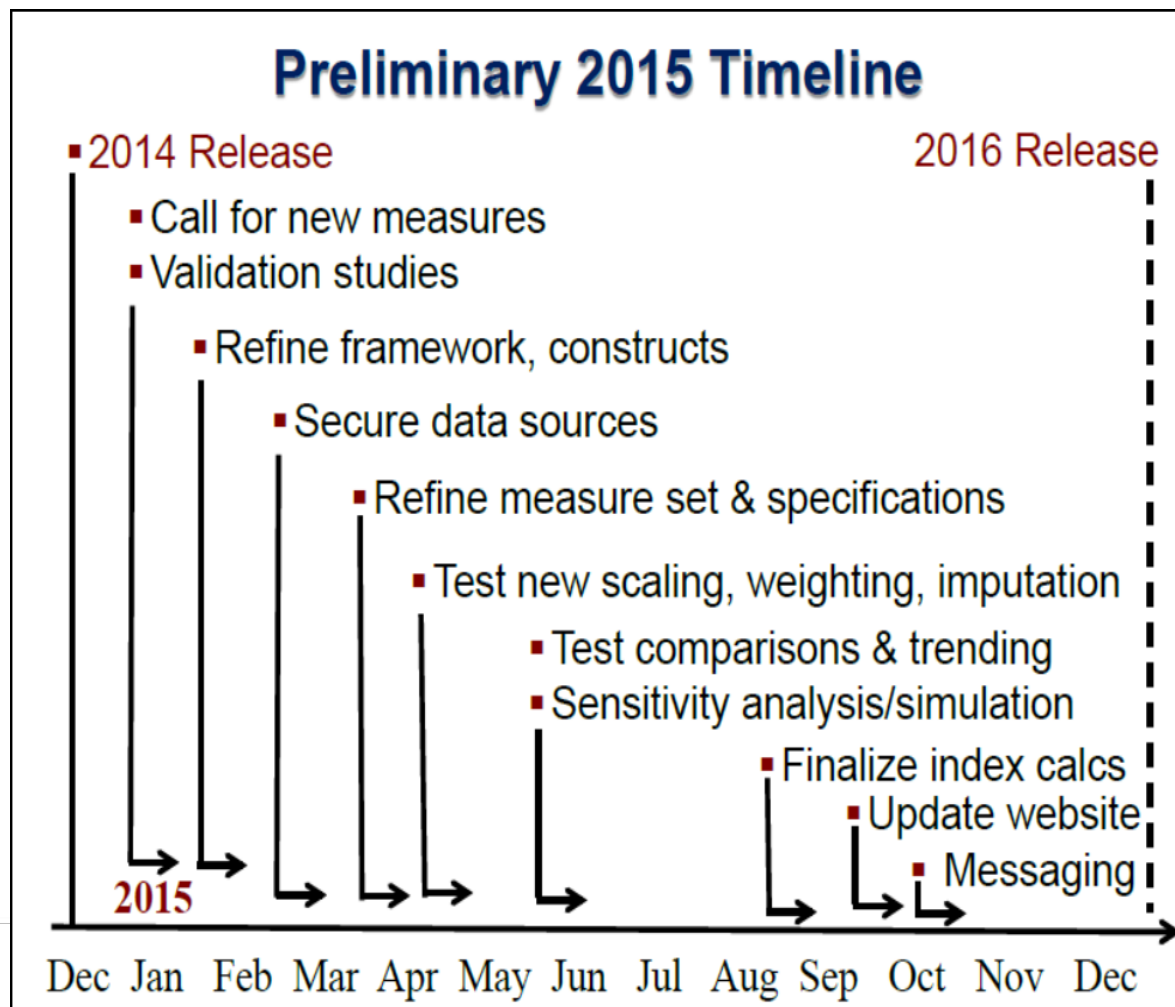 Preliminary 2015 Timeline
▪ 2014 Release
2016 Release
▪ Call for new measures
▪ Validation studies
▪ Refine framework, constructs
▪ Secure data sources
▪ Refine measure set & specifications
▪ Test new scaling, weighting, imputation
▪ Test comparisons & trending
▪ Sensitivity analysis/simulation
▪ Finalize index calcs
▪ Update website
▪ Messaging
2015
Dec Jan Feb Mar Apr May Jun Jul Aug Sep Oct Nov Dec